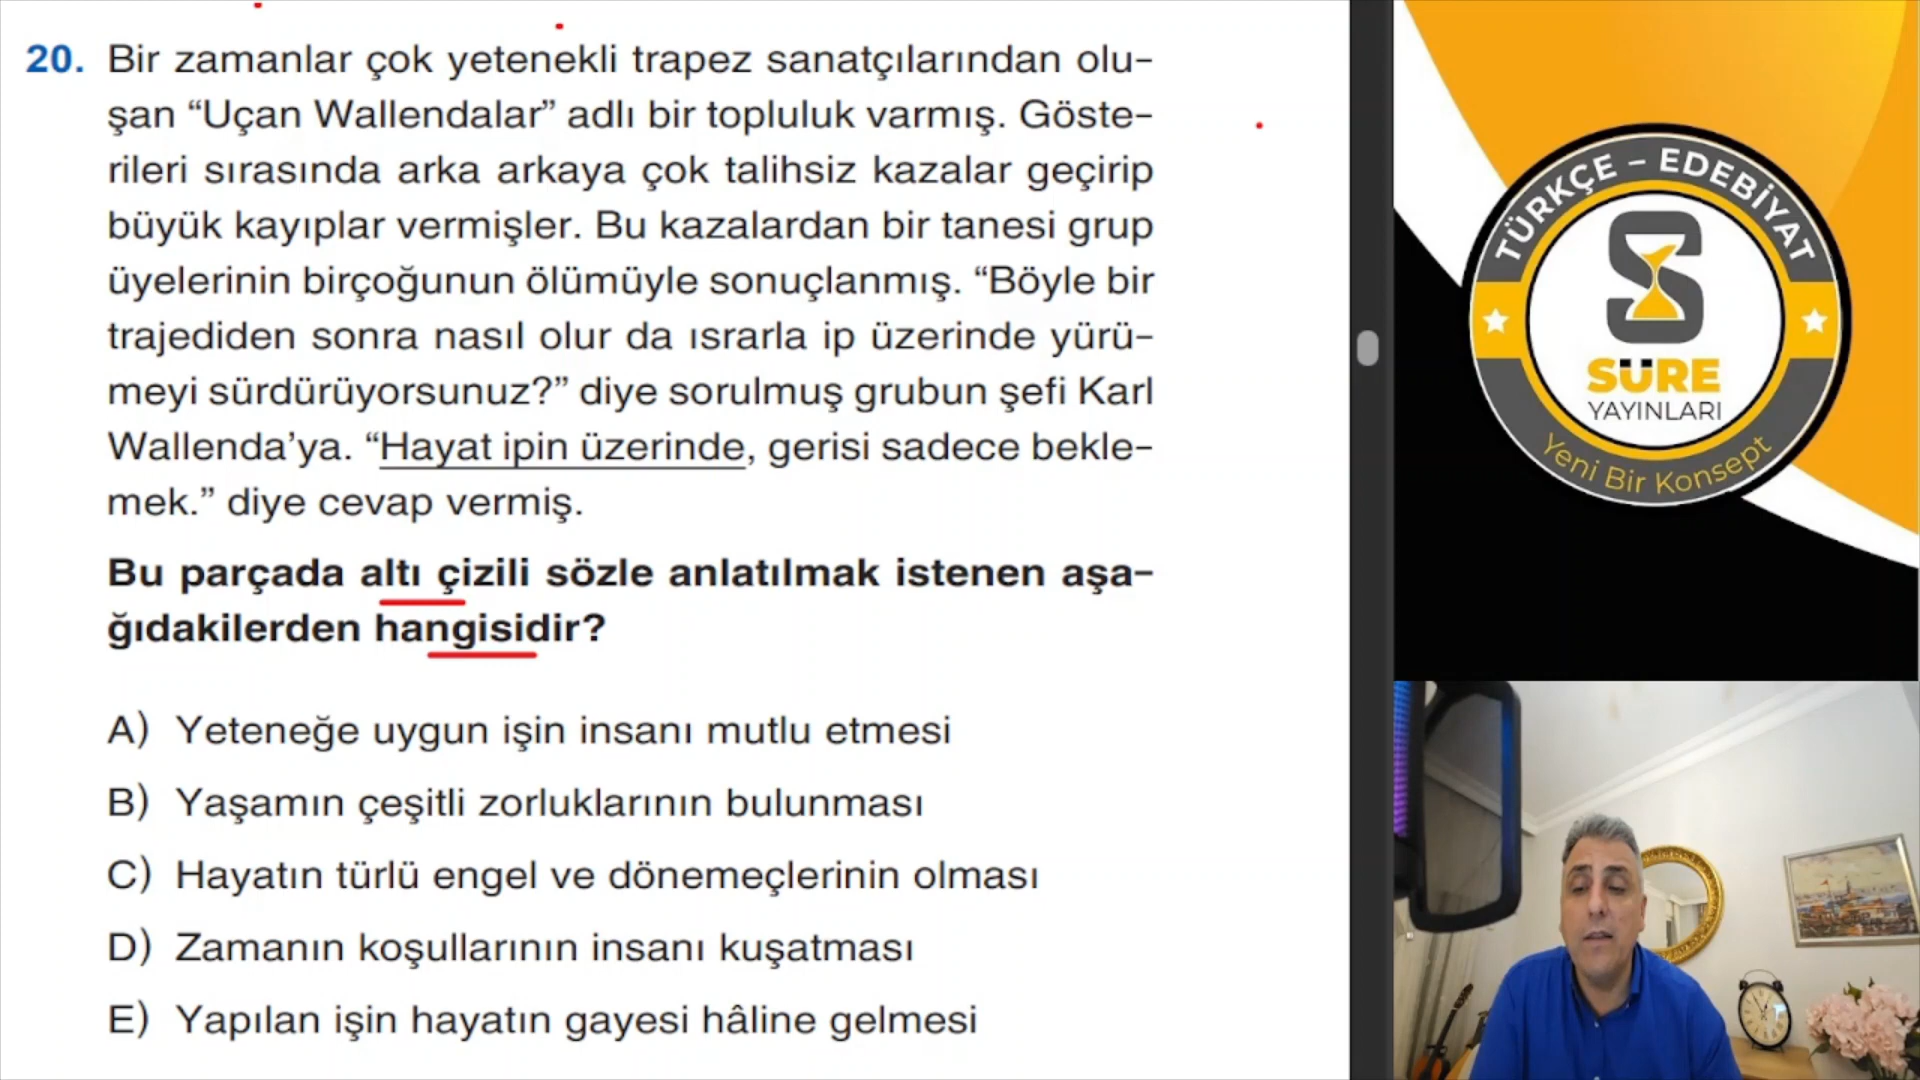 20. Bir zamanlar çok yetenekli trapez sanatçılarından olu-
şan “Uçan Wallendalar” adlı bir topluluk varmış. Göste-
rileri sırasında arka arkaya çok talihsiz kazalar geçirip
büyük kayıplar vermişler. Bu kazalardan bir tanesi grup
üyelerinin birçoğunun ölümüyle sonuçlanmış. “Böyle bir
trajediden sonra nasıl olur da ısrarla ip üzerinde yürü-
meyi sürdürüyorsunuz?” diye sorulmuş grubun şefi Karl
Wallenda’ya. “Hayat ipin üzerinde, gerisi sadece bekle-
mek.” diye cevap vermiş.
Bu parçada altı çizili sözle anlatılmak istenen aşa-
ğıdakilerden hangisidir?
A) Yeteneğe uygun işin insanı mutlu etmesi
B) Yaşamın çeşitli zorluklarının bulunması
C) Hayatın türlü engel ve dönemeçlerinin olması
D) Zamanın koşullarının insanı kuşatması
E) Yapılan işin hayatın gayesi hâline gelmesi
TÜRKÇE – EDEBİYAT
SÜRE
YAYINLARI
Yeni Bir Konsept